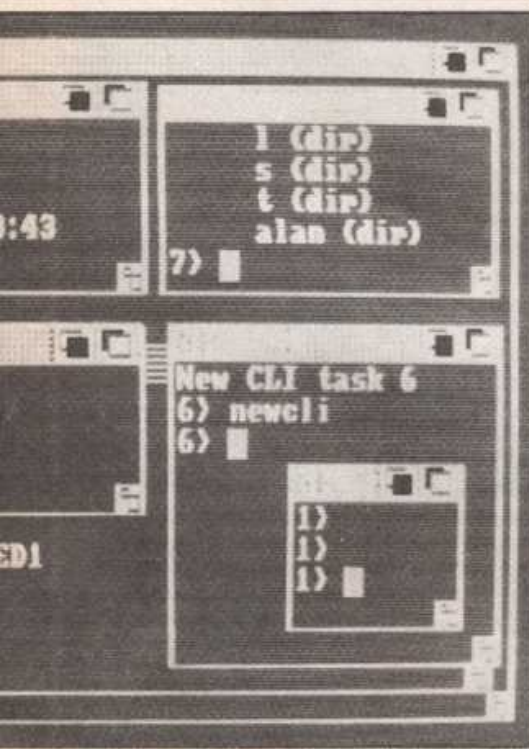 l (dir)
s (dir)
t (dir)
alan (dir)
7>
:43
New CLI task 6
6> newcli
6>
1>
1>
1>
ED1